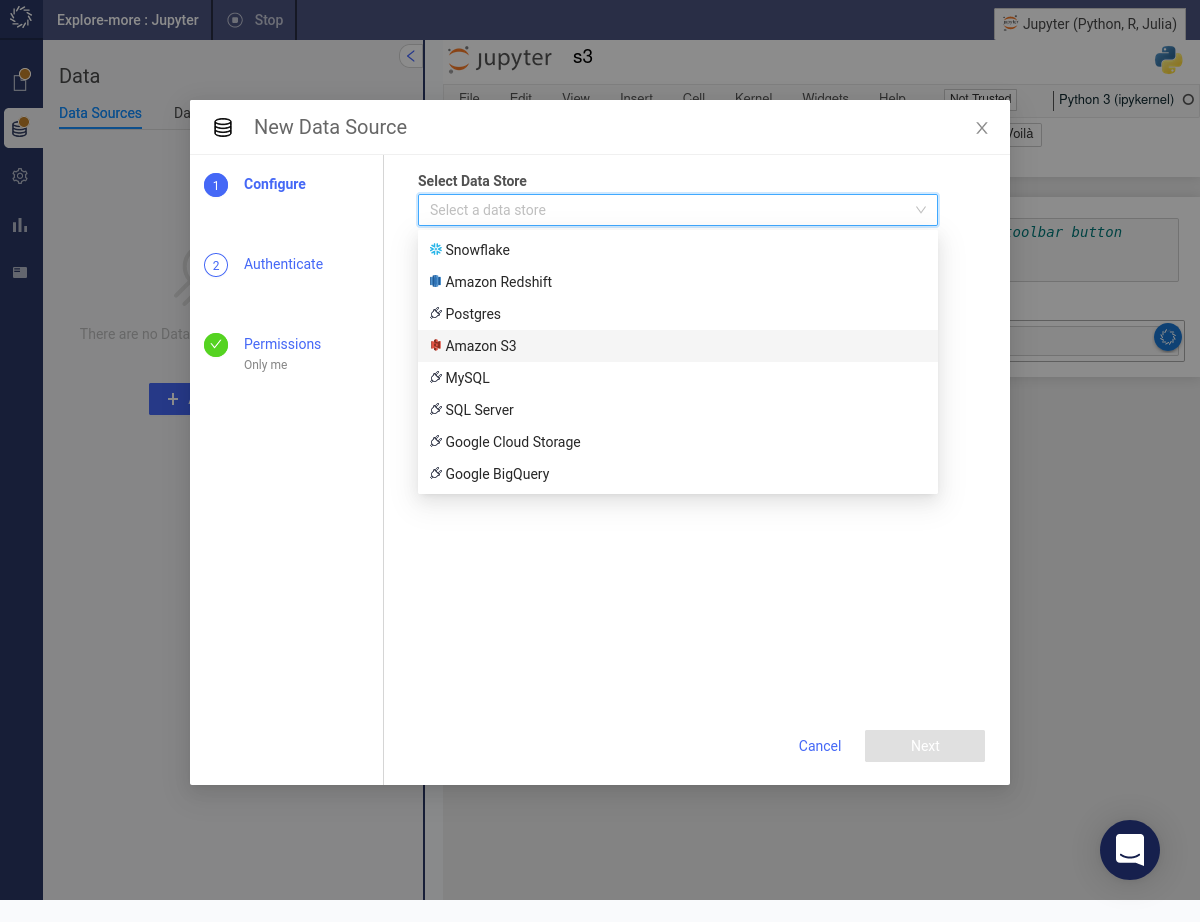 Explore-more : Jupyter
Stop
Jupyter (Python, R, Julia)
Data
Data Sources
Da
jupyter
s3
File Edit View Insert Cell Kernel Widgets Help
Not Trusted
Python 3 (ipykernel)
Voilà
toolbar button
There are no Data
New Data Source
1
Configure
2
Authenticate
Permissions
Only me
Select Data Store
Select a data store
Snowflake
Amazon Redshift
Postgres
Amazon S3
MySQL
SQL Server
Google Cloud Storage
Google BigQuery
Cancel
Next